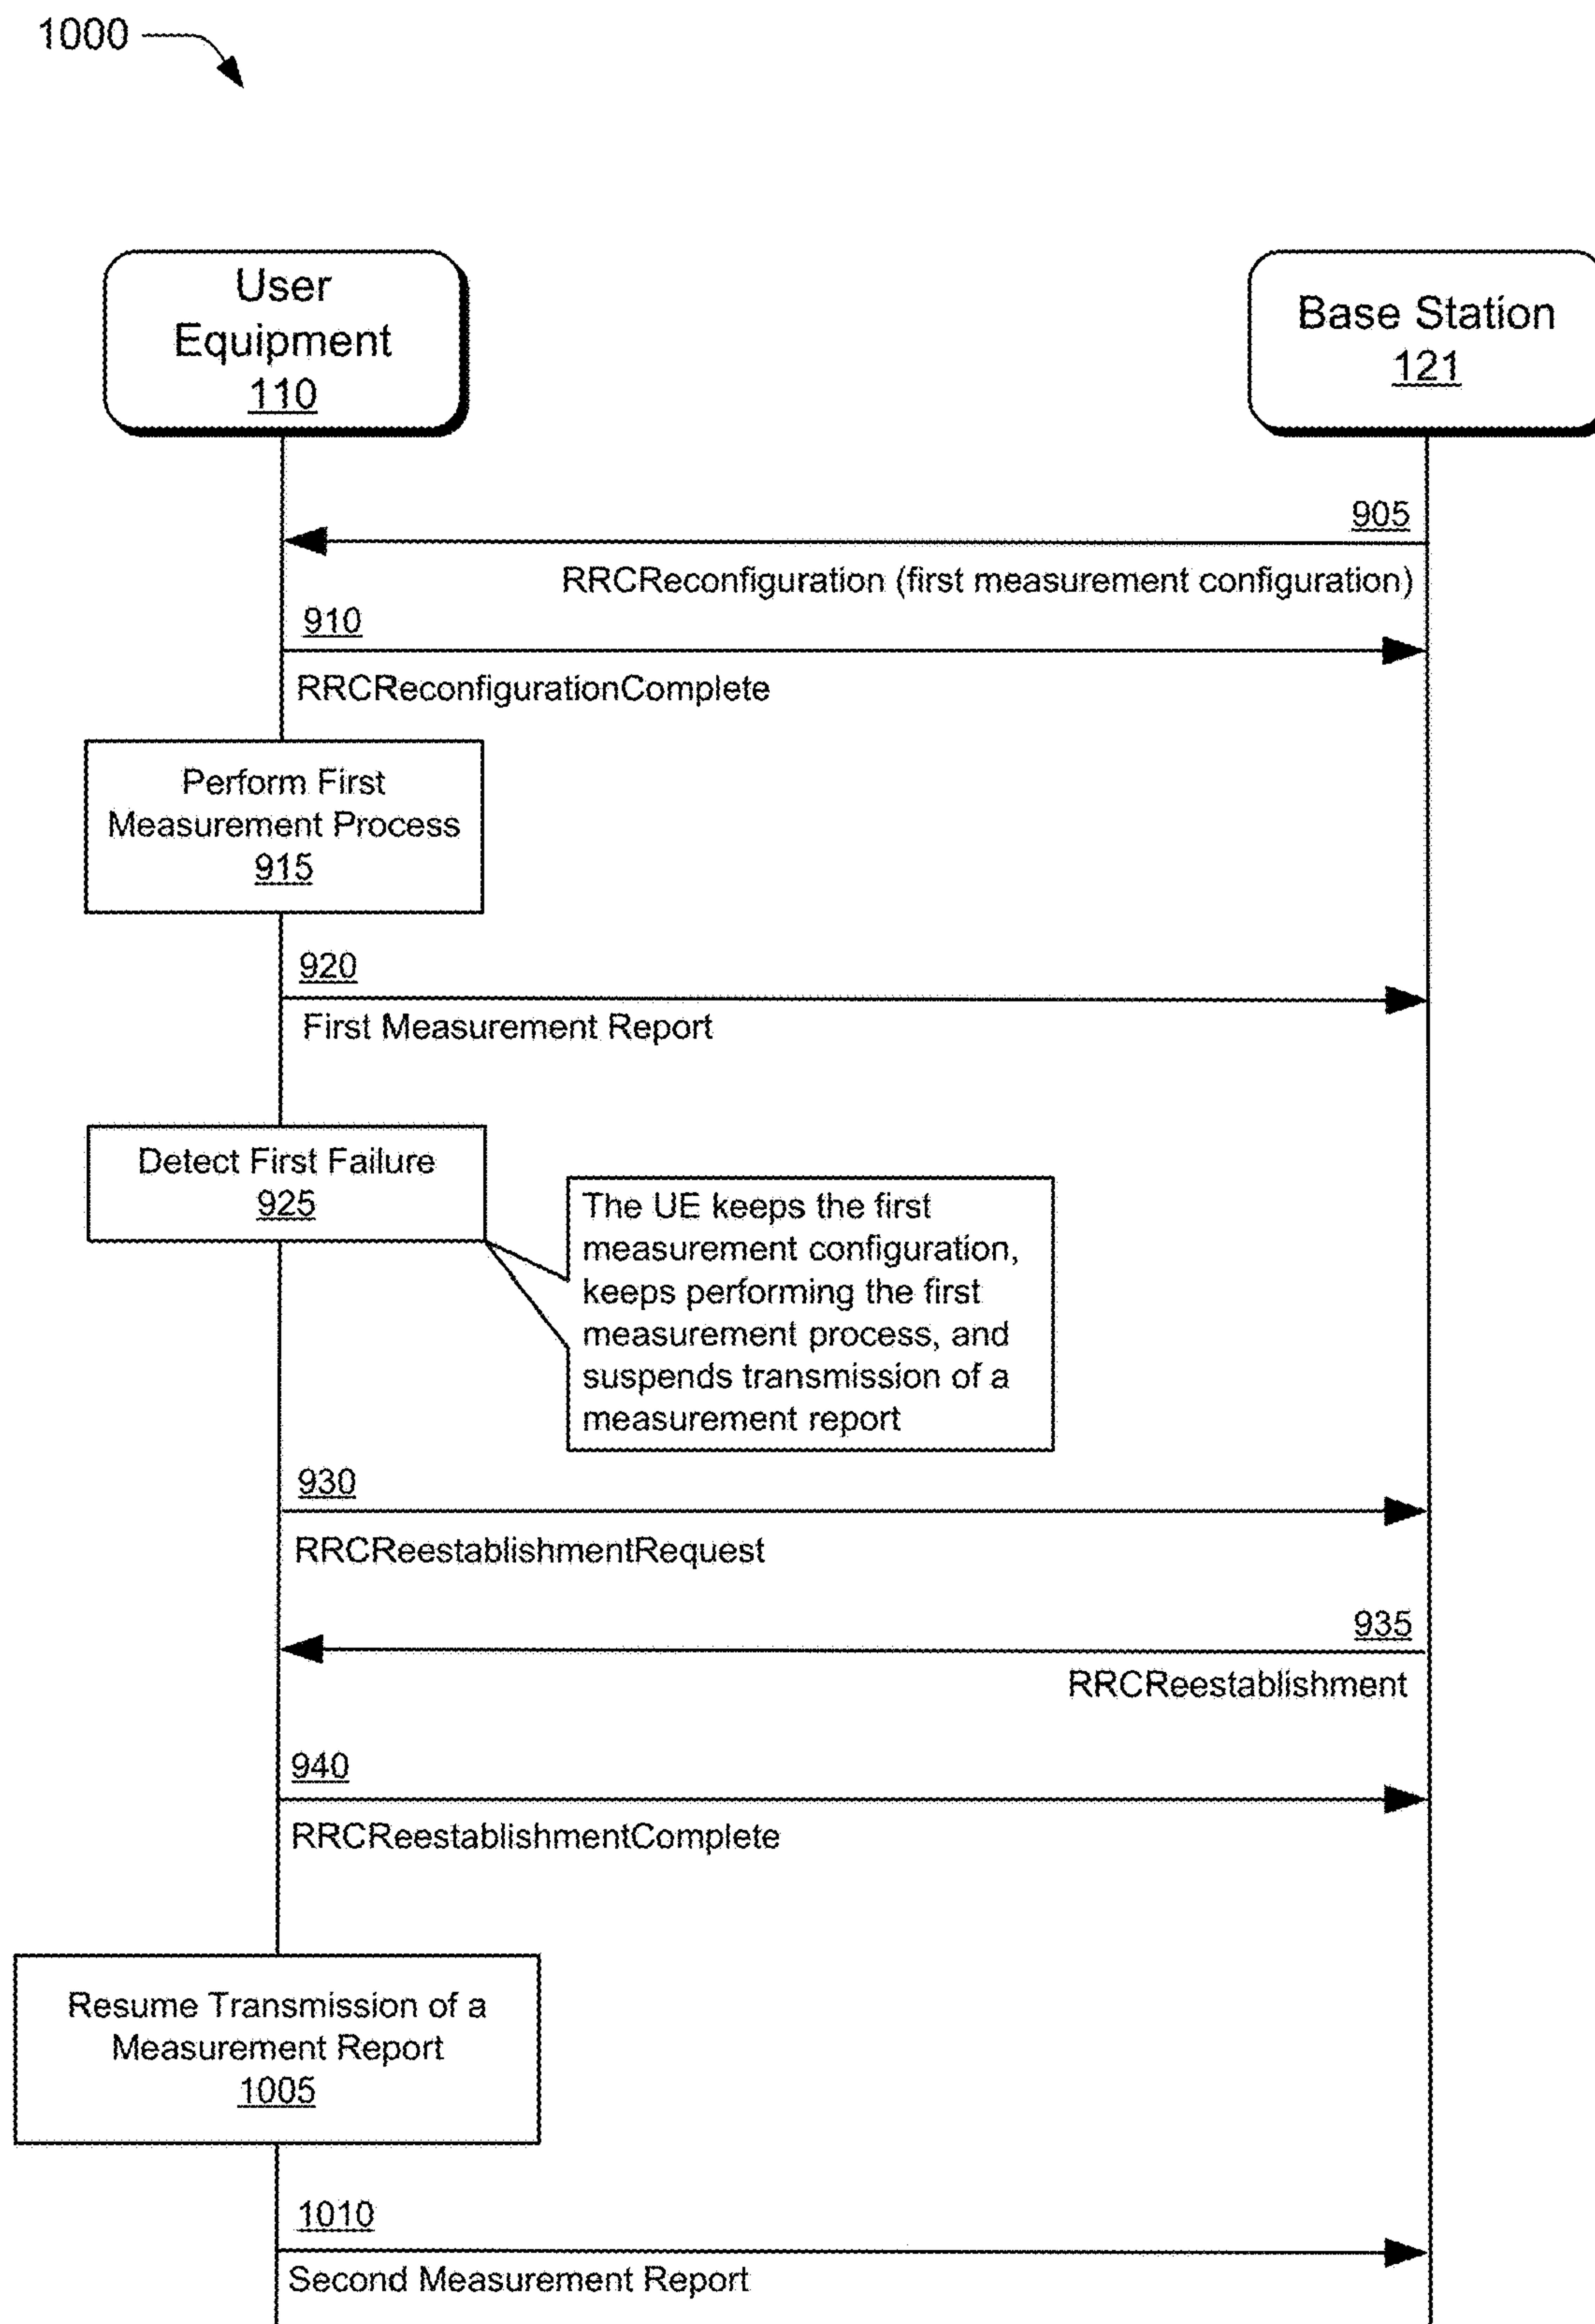 1000
User
Equipment
110
Base Station
121
905
RRCReconfiguration (first measurement configuration)
910
RRCReconfigurationComplete
Perform First
Measurement Process
915
920
First Measurement Report
Detect First Failure
925
The UE keeps the first
measurement configuration,
keeps performing the first
measurement process, and
suspends transmission of a
measurement report
930
RRCReestablishmentRequest
935
RRCReestablishment
940
RRCReestablishmentComplete
Resume Transmission of a
Measurement Report
1005
1010
Second Measurement Report